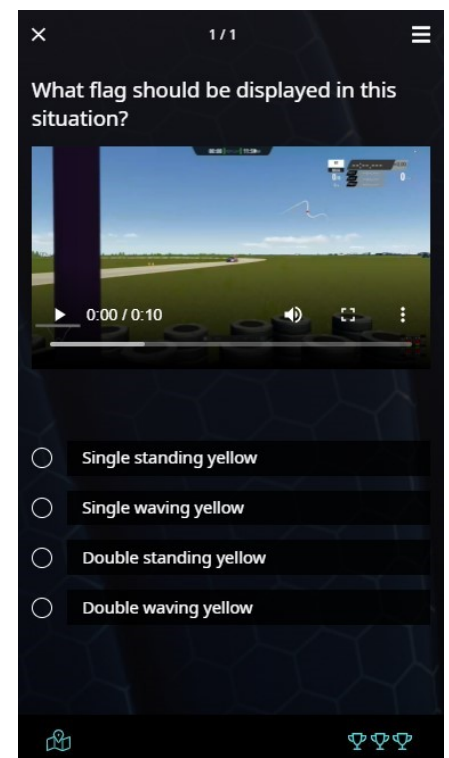 1 / 1
What flag should be displayed in this
situation?
0:00 / 0:10
Single standing yellow
Single waving yellow
Double standing yellow
Double waving yellow